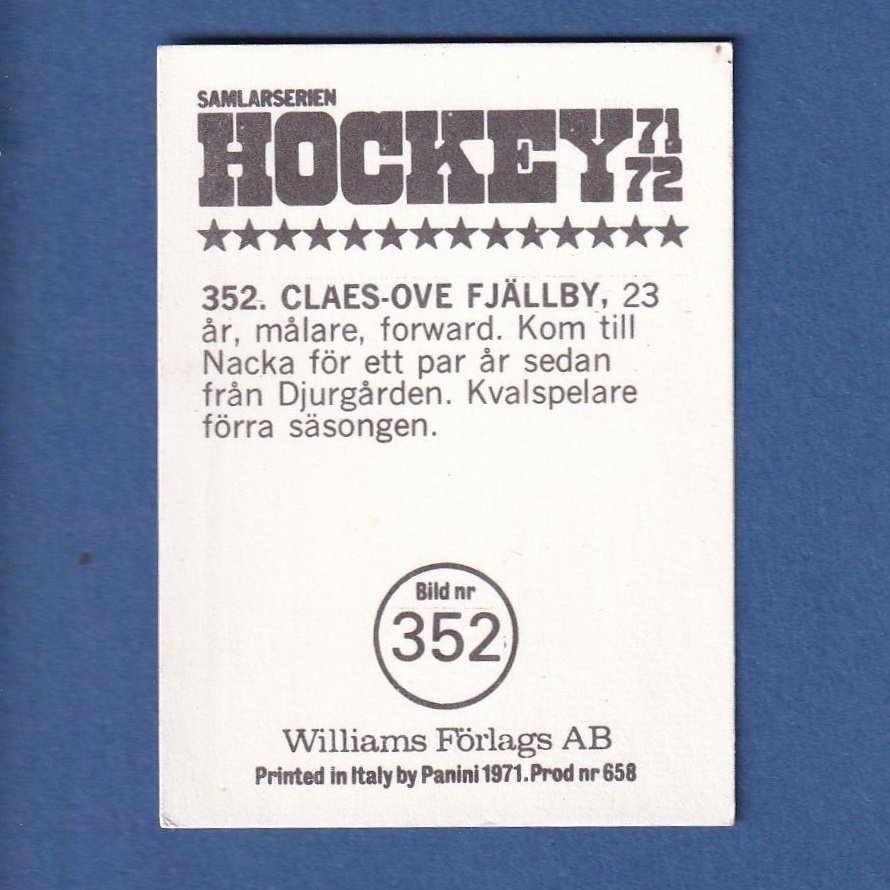 SAMLARSERIEN
HOCKEY 71 72
352. CLAES-OVE FJÄLLBY, 23
år, målare, forward. Kom till
Nacka för ett par år sedan
från Djurgården. Kvalspelare
förra säsongen.
Bild nr
352
Williams Förlags AB
Printed in Italy by Panini 1971. Prod nr 658